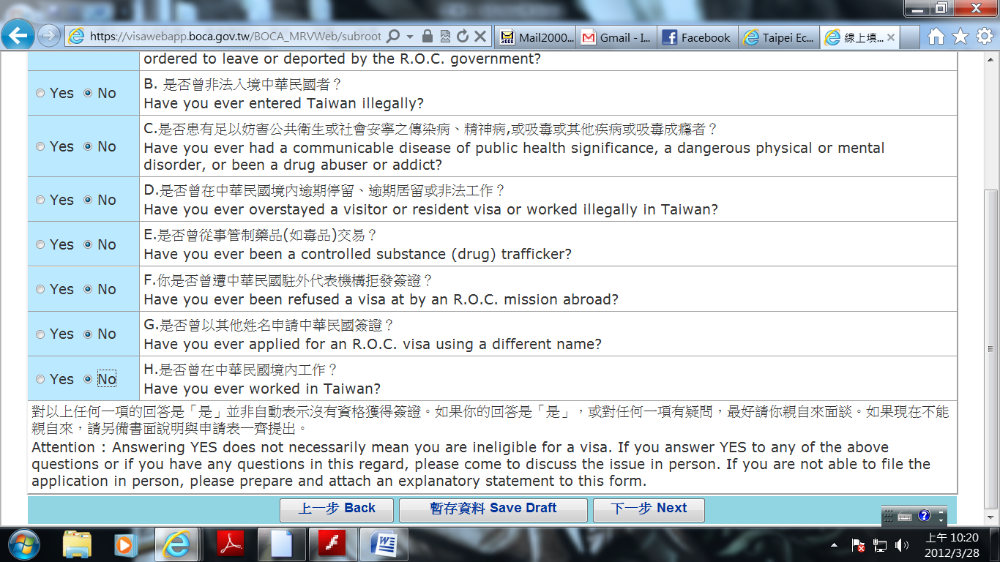 https://visawebapp.boca.gov.tw/BOCA_MRVWeb/subroot
Mail2000...
Gmail - I...
Facebook
Taipei Ec...
線上填...
ordered to leave or deported by the R.O.C. government?
Yes No
B. 是否曾非法入境中華民國者？
Have you ever entered Taiwan illegally?
Yes No
C.是否患有足以妨害公共衛生或社會安寧之傳染病、精神病,或吸毒或其他疾病或吸毒成癮者？
Have you ever had a communicable disease of public health significance, a dangerous physical or mental
disorder, or been a drug abuser or addict?
Yes No
D.是否曾在中華民國境內逾期停留、逾期居留或非法工作？
Have you ever overstayed a visitor or resident visa or worked illegally in Taiwan?
Yes No
E.是否曾從事管制藥品(如毒品)交易？
Have you ever been a controlled substance (drug) trafficker?
Yes No
F.你是否曾遭中華民國駐外代表機構拒發簽證？
Have you ever been refused a visa at by an R.O.C. mission abroad?
Yes No
G.是否曾以其他姓名申請中華民國簽證？
Have you ever applied for an R.O.C. visa using a different name?
Yes No
H.是否曾在中華民國境內工作？
Have you ever worked in Taiwan?
對以上任何一項的回答是「是」並非自動表示沒有資格獲得簽證。如果你的回答是「是」，或對任何一項有疑問，最好請你親自來面談。如果現在不能
親自來，請另備書面說明與申請表一齊提出。
Attention : Answering YES does not necessarily mean you are ineligible for a visa. If you answer YES to any of the above
questions or if you have any questions in this regard, please come to discuss the issue in person. If you are not able to file the
application in person, please prepare and attach an explanatory statement to this form.
上一步 Back
暫存資料 Save Draft
下一步 Next
上午 10:20
2012/3/28